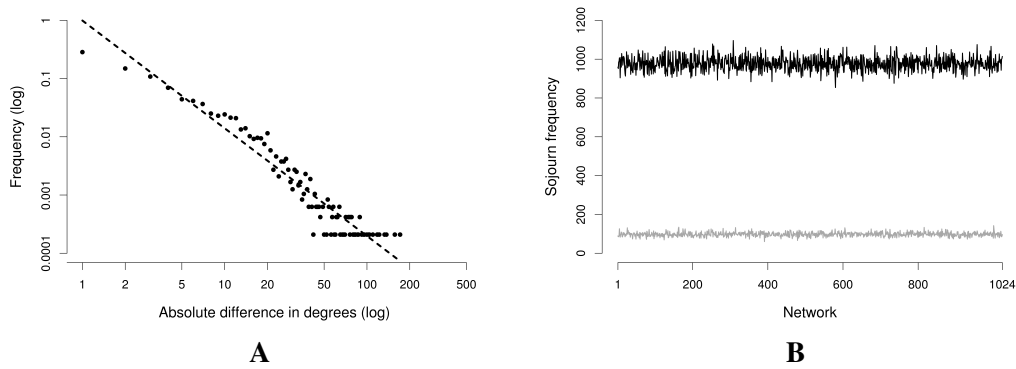 1
0.1
0.01
0.001
0.0001
Frequency (log)
1 2 5 10 20 50 100 200 500
Absolute difference in degrees (log)
A
1200
1000
800
600
400
200
0
Sojourn frequency
1 200 400 600 800 1024
Network
B